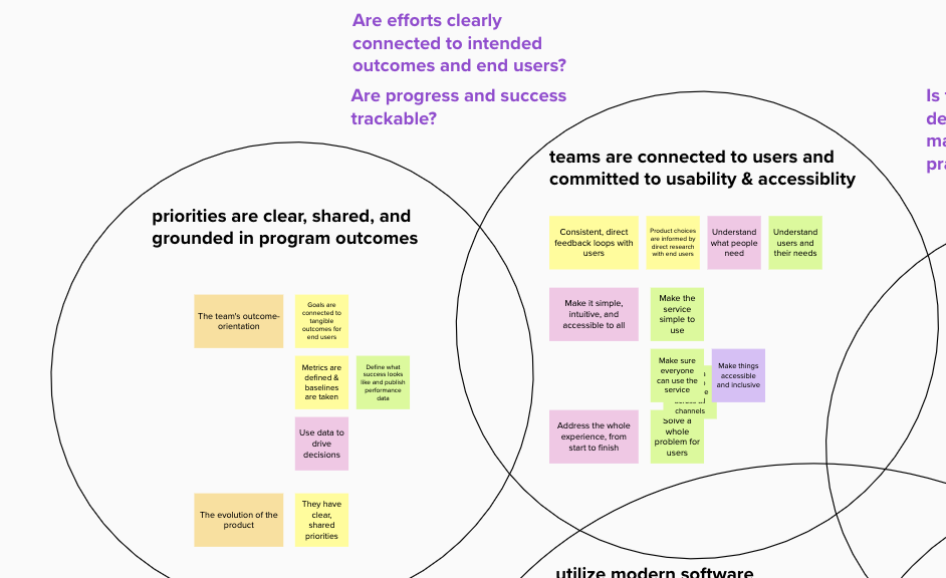 Are efforts clearly
connected to intended
outcomes and end users?
Are progress and success
trackable?
Is
de
ma
pra
teams are connected to users and
committed to usability & accessiblity
priorities are clear, shared, and
grounded in program outcomes
Consistent, direct
feedback loops with
users
Product choices
are informed by
direct research
with end users
Understand
what people
need
Understand
users and
their needs
The team's outcome-
orientation
Goals are
connected to
tangible
outcomes for
end users
Make it simple,
intuitive, and
accessible to all
Make the
service
simple to
use
Metrics are
defined &
baselines
are taken
Define what
success looks
like and publish
performance
data
Make sure
everyone
can use the
service
Make things
accessible
and inclusive
channels
Use data to
drive
decisions
Address the whole
experience, from
start to finish
Solve a
whole
problem for
users
The evolution of the
product
They have
clear,
shared
priorities
utilize modern software